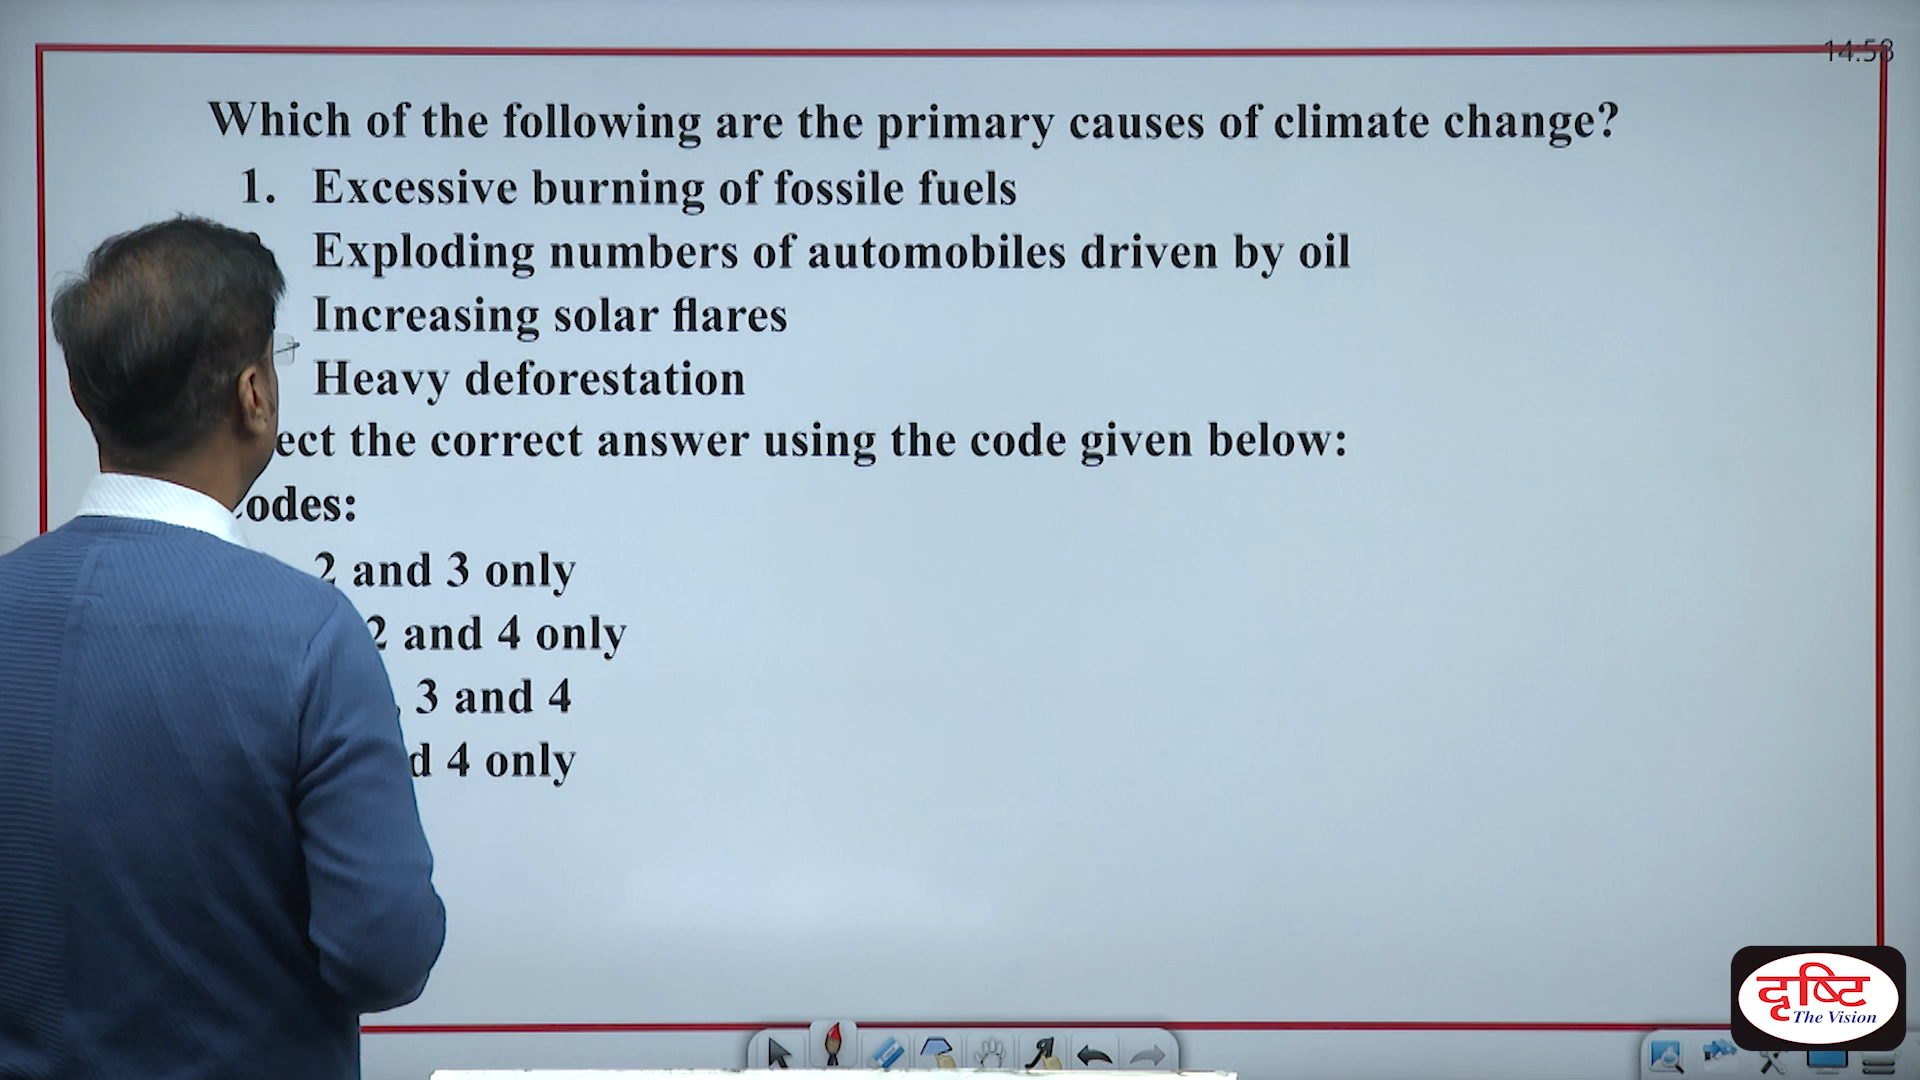 14:58
Which of the following are the primary causes of climate change?
1. Excessive burning of fossile fuels
Exploding numbers of automobiles driven by oil
Increasing solar flares
Heavy deforestation
ect the correct answer using the code given below:
odes:
2 and 3 only
2 and 4 only
, 3 and 4
d 4 only
दृष्टि
The Vision